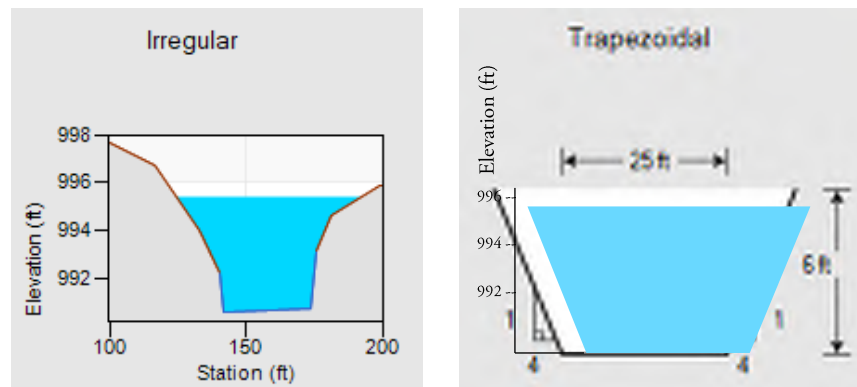 Irregular
998
996
994
992
Elevation (ft)
100
150
200
Station (ft)
Trapezoidal
Elevation (ft)
25 ft
996
994
992
6 ft
1
1
4
4